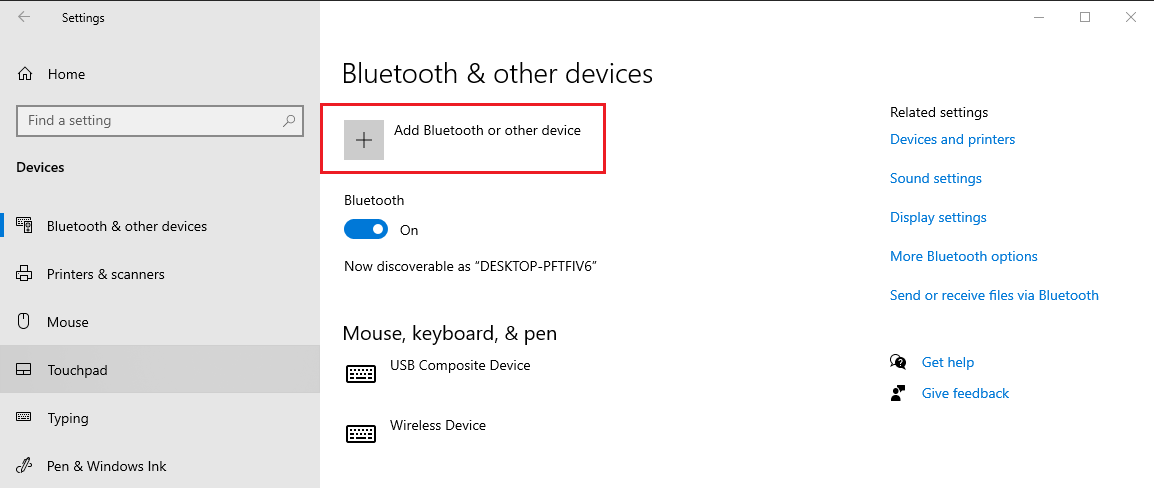 Settings
Home
Find a setting
Devices
Bluetooth & other devices
Printers & scanners
Mouse
Touchpad
Typing
Pen & Windows Ink
Bluetooth & other devices
Add Bluetooth or other device
Bluetooth
On
Now discoverable as “DESKTOP-PFTFIV6”
Mouse, keyboard, & pen
USB Composite Device
Wireless Device
Related settings
Devices and printers
Sound settings
Display settings
More Bluetooth options
Send or receive files via Bluetooth
Get help
Give feedback